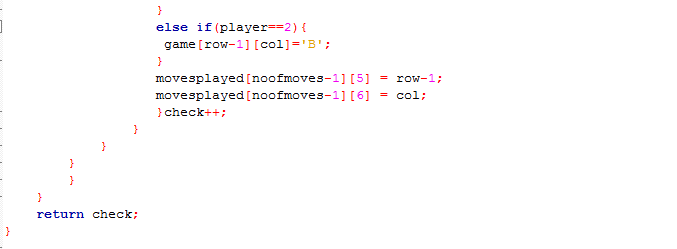 }
else if(player==2){
game[row-1][col]='B';
}
movesplayed[noofmoves-1][5] = row-1;
movesplayed[noofmoves-1][6] = col;
}check++;
}
}
}
}
}
return check;
}